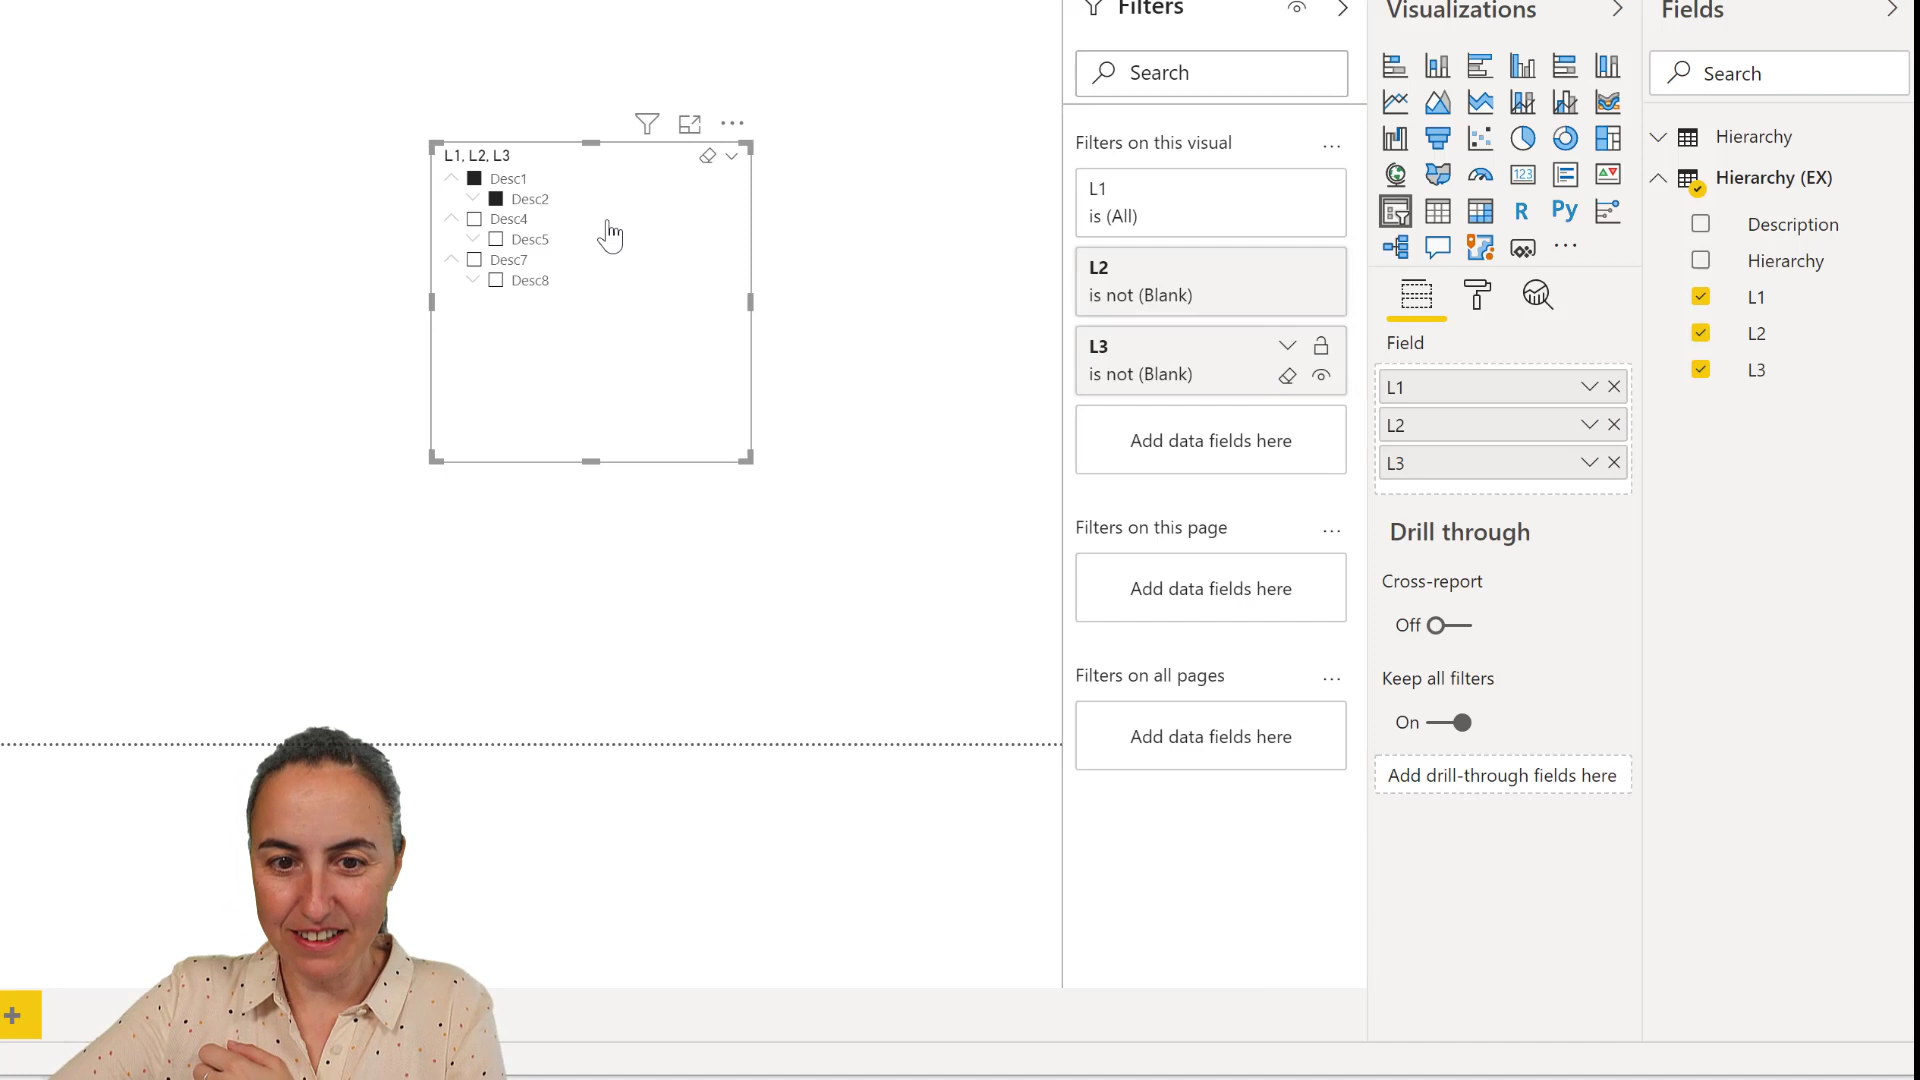 L1, L2, L3
Desc1
Desc2
Desc4
Desc5
Desc7
Desc8
Filters
Search
Filters on this visual
L1
is (All)
L2
is not (Blank)
L3
is not (Blank)
Add data fields here
Filters on this page
Add data fields here
Filters on all pages
Add data fields here
Visualizations
123
R
Py
Field
L1
L2
L3
Drill through
Cross-report
Off
Keep all filters
On
Add drill-through fields here
Fields
Search
Hierarchy
Hierarchy (EX)
Description
Hierarchy
L1
L2
L3